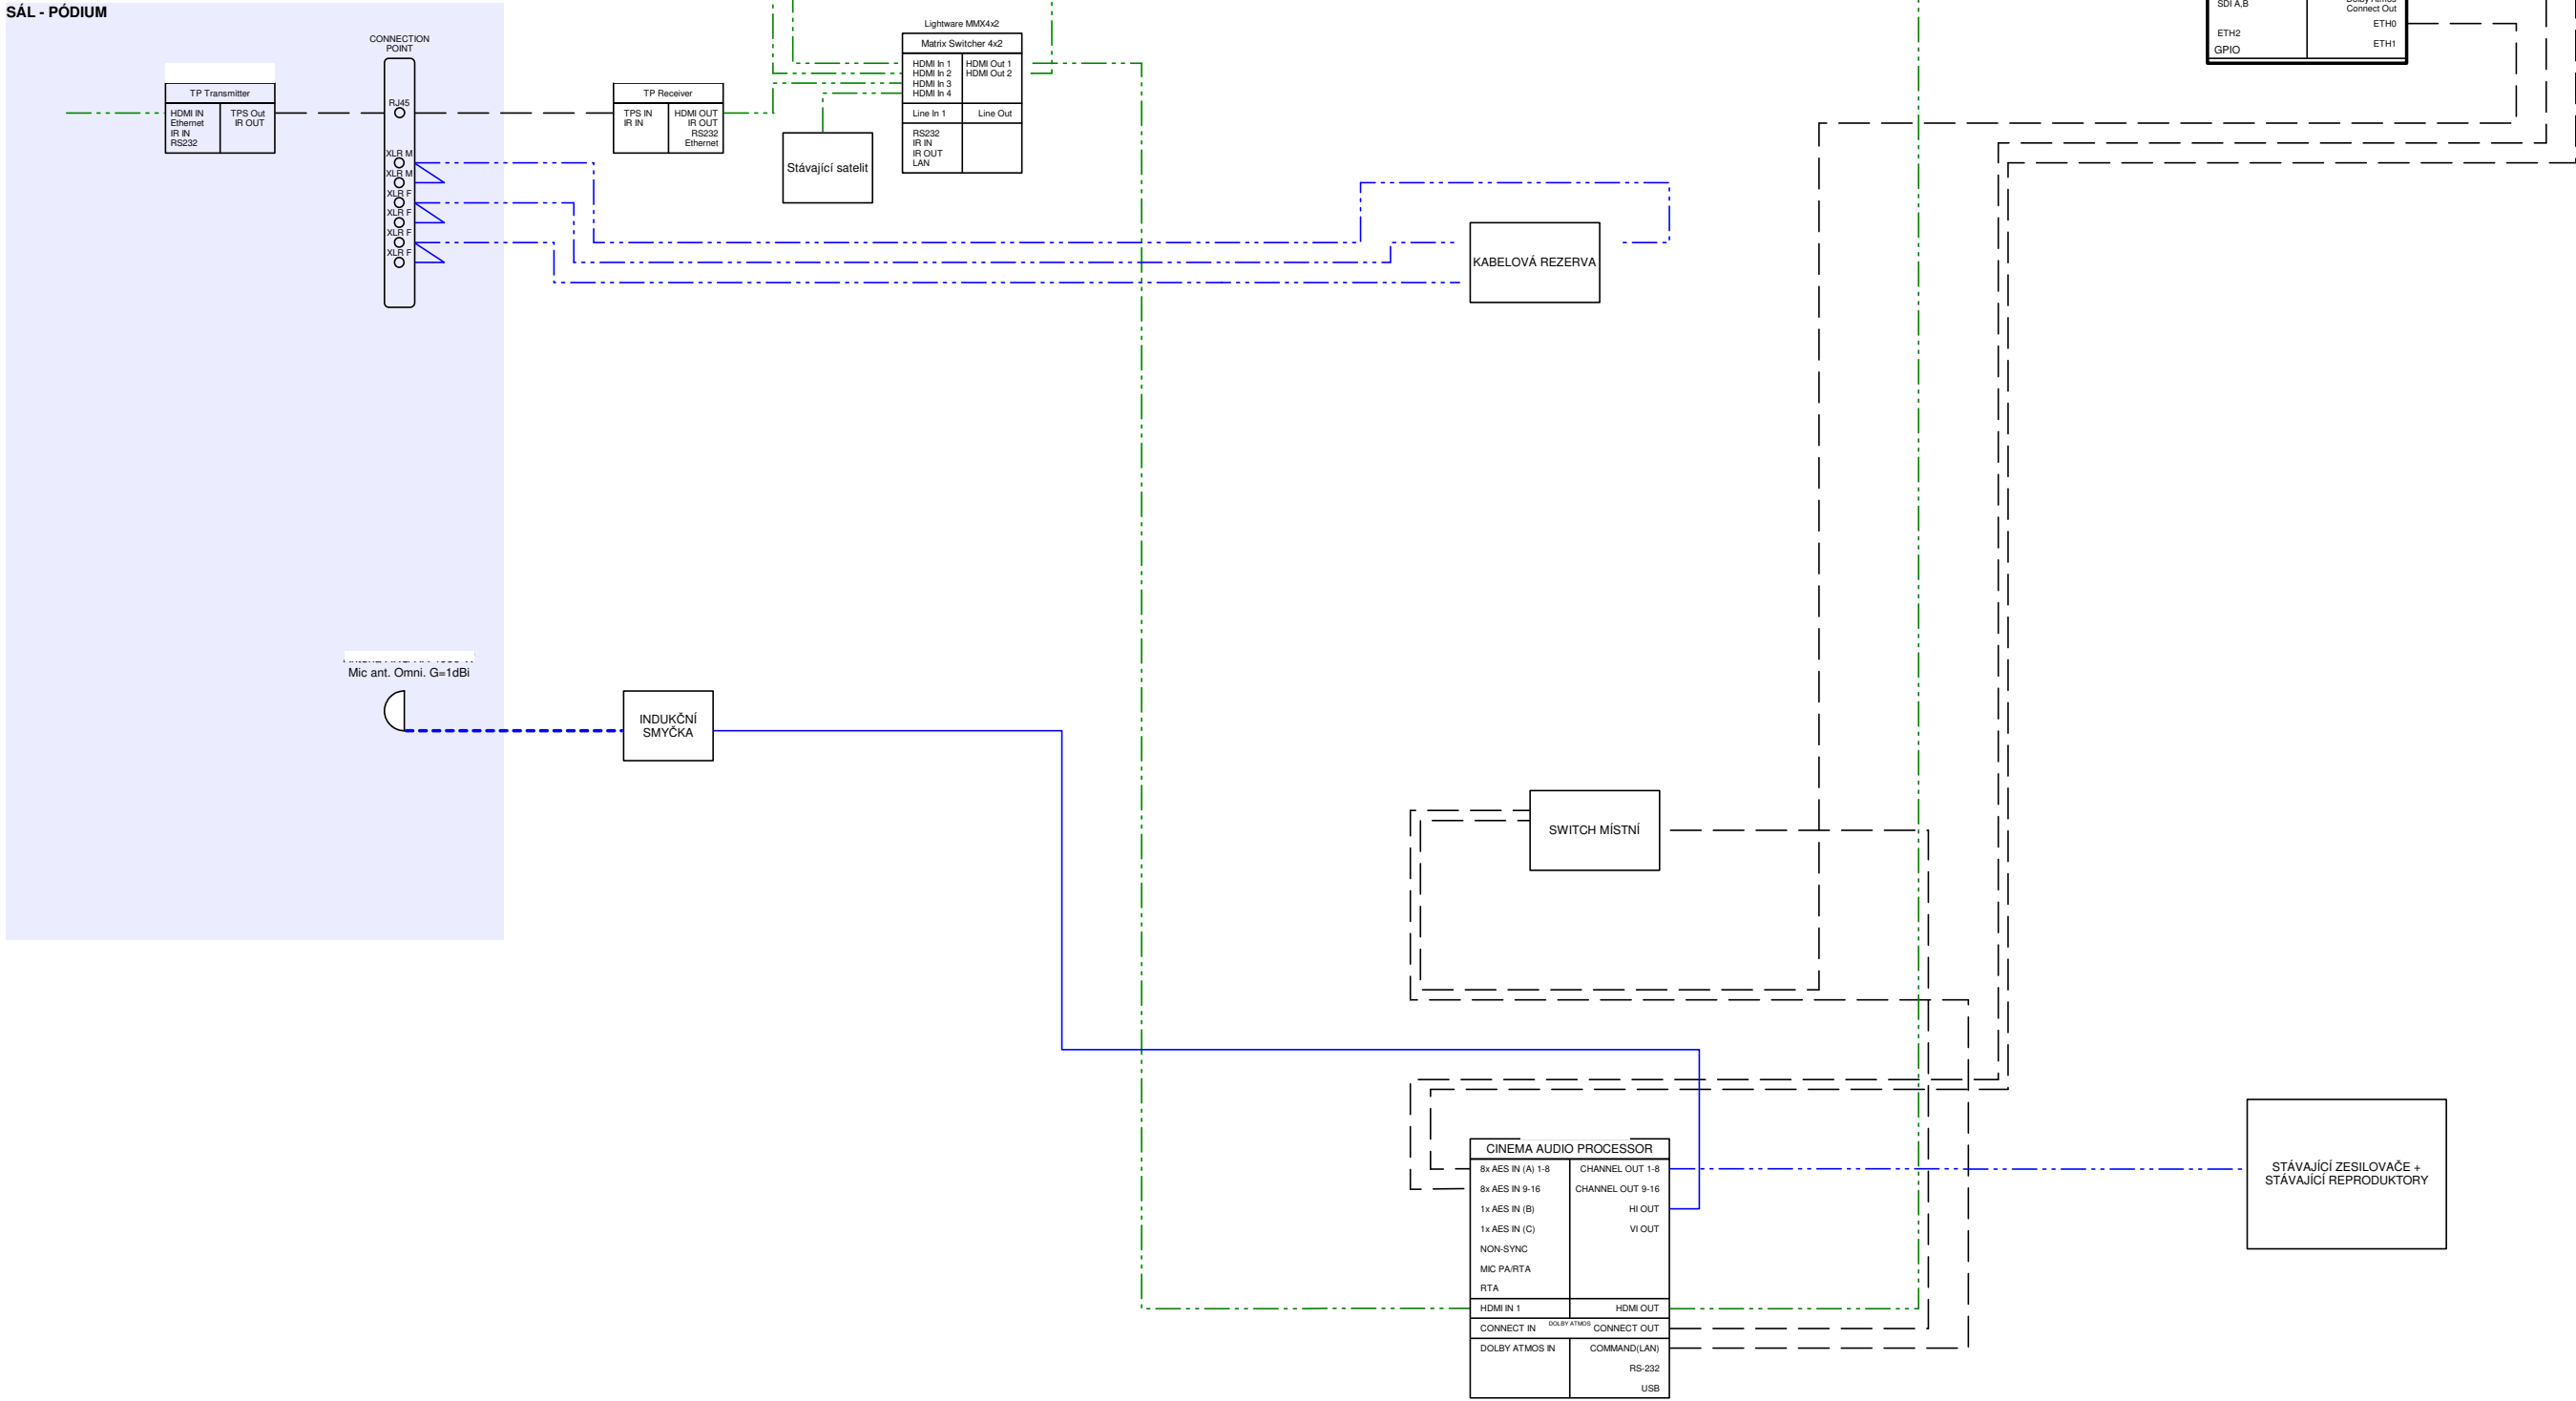 SÁL - PÓDIUM
CONNECTION
POINT
TP Transmitter
HDMI IN
Ethernet
IR IN
RS232
TPS Out
IR OUT
RJ45
XLR M
XLR M
XLR F
XLR F
XLR F
XLR F
TP Receiver
TPS IN
IR IN
HDMI OUT
IR OUT
RS232
Ethernet
Lightware MMX4x2
Matrix Switcher 4x2
HDMI In 1
HDMI In 2
HDMI In 3
HDMI In 4
HDMI Out 1
HDMI Out 2
Line In 1
Line Out
RS232
IR IN
IR OUT
LAN
Stávající satelit
KABELOVÁ REZERVA
SDI A,B
ETH2
GPIO
Connect Out
ETH0
ETH1
Mic ant. Omni. G=1dBi
INDUKČNÍ
SMYČKA
SWITCH MÍSTNÍ
CINEMA AUDIO PROCESSOR
8x AES IN (A) 1-8
8x AES IN 9-16
1x AES IN (B)
1x AES IN (C)
NON-SYNC
MIC PA/RTA
RTA
CHANNEL OUT 1-8
CHANNEL OUT 9-16
HI OUT
VI OUT
HDMI IN 1
HDMI OUT
CONNECT IN
DOLBY ATMOS
CONNECT OUT
DOLBY ATMOS IN
COMMAND(LAN)
RS-232
USB
STÁVAJÍCÍ ZESILOVAČE +
STÁVAJÍCÍ REPRODUKTORY